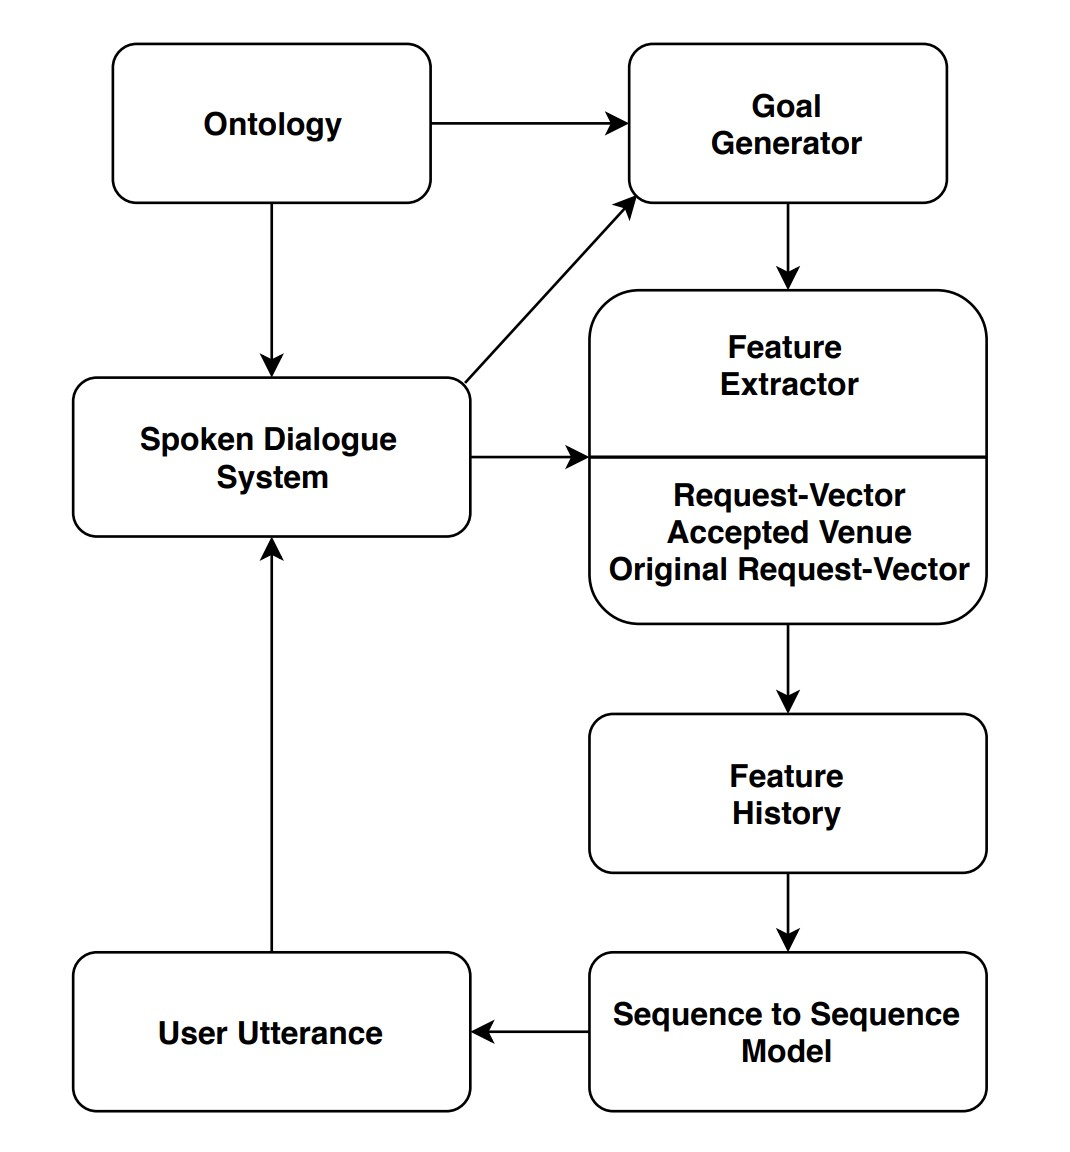 Ontology
Goal
Generator
Feature
Extractor
Spoken Dialogue
System
Request-Vector
Accepted Venue
Original Request-Vector
Feature
History
User Utterance
Sequence to Sequence
Model